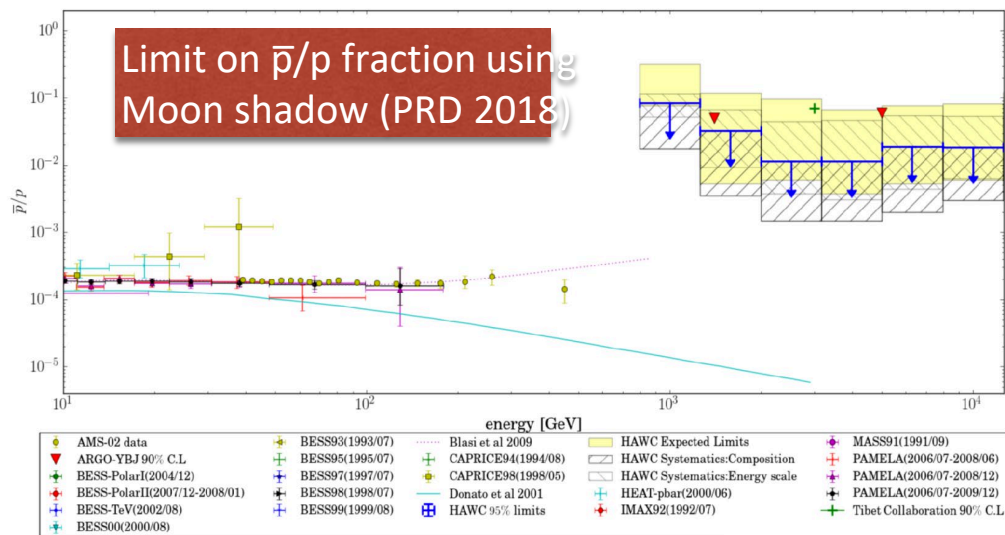 Limit on p̅/p fraction using
Moon shadow (PRD 2018)
10⁰
10⁻¹
10⁻²
10⁻³
10⁻⁴
10⁻⁵
p̅/p
10¹
10²
10³
10⁴
energy [GeV]
AMS-02 data
ARGO-YBJ 90% C.L
BESS-PolarI(2004/12)
BESS-PolarII(2007/12-2008/01)
BESS-TeV(2002/08)
BESS00(2000/08)
BESS93(1993/07)
BESS95(1995/07)
BESS97(1997/07)
BESS98(1998/07)
BESS99(1999/08)
Blasi et al 2009
CAPRICE94(1994/08)
CAPRICE98(1998/05)
Donato et al 2001
HAWC 95% limits
HAWC Expected Limits
HAWC Systematics:Composition
HAWC Systematics:Energy scale
HEAT-pbar(2000/06)
IMAX92(1992/07)
MASS91(1991/09)
PAMELA(2006/07-2008/06)
PAMELA(2006/07-2008/12)
PAMELA(2006/07-2009/12)
Tibet Collaboration 90% C.L